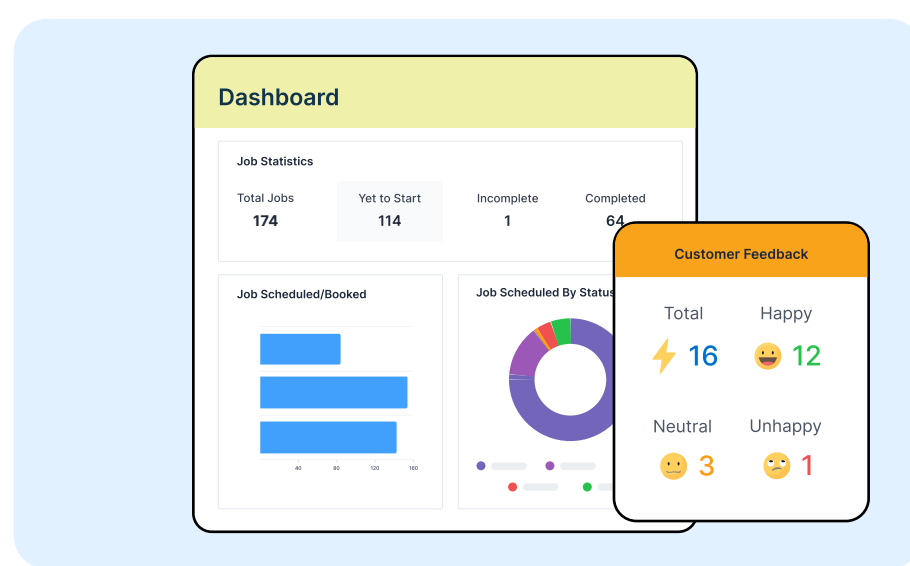 Dashboard
Job Statistics
Total Jobs Yet to Start Incomplete Completed
174 114 1 64
Job Scheduled/Booked
40 80 120 160
Job Scheduled By Status
Customer Feedback
Total Happy
16 12
Neutral Unhappy
3 1